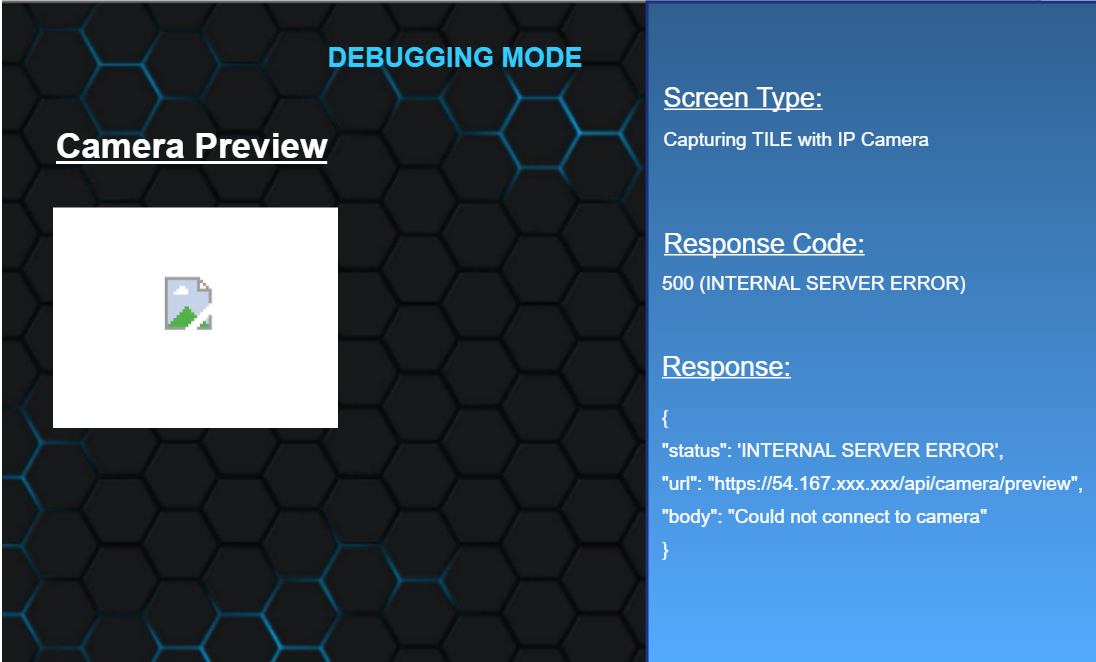 DEBUGGING MODE
Camera Preview
Screen Type:
Capturing TILE with IP Camera
Response Code:
500 (INTERNAL SERVER ERROR)
Response:
{
"status": 'INTERNAL SERVER ERROR',
"url": "https://54.167.xxx.xxx/api/camera/preview",
"body": "Could not connect to camera"
}